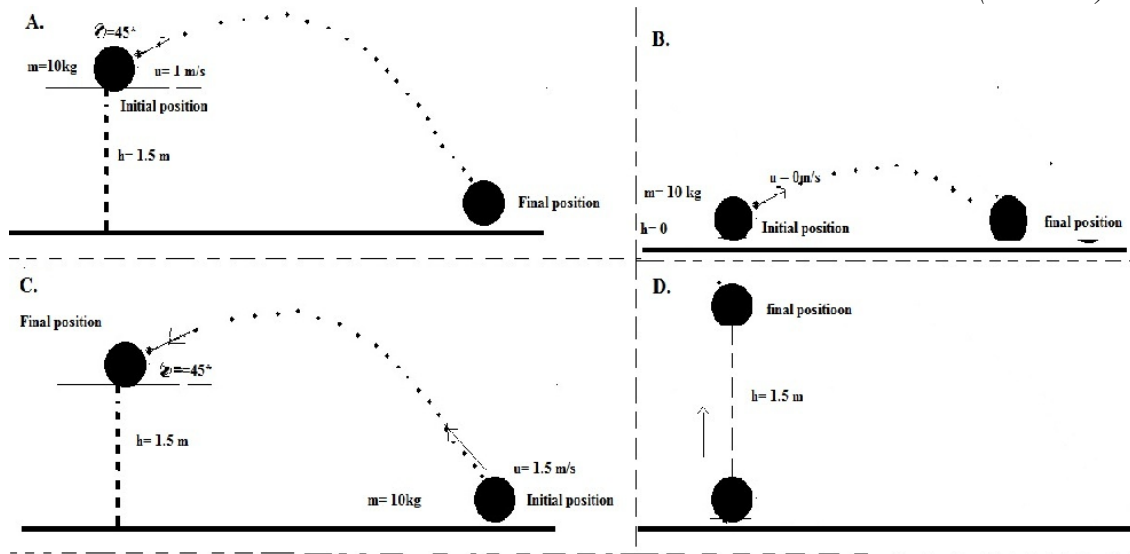 A.
=45°
m=10kg
u= 1 m/s
Initial position
h= 1.5 m
Final position
B.
u – 0m/s
m= 10 kg
Initial position
h= 0
final position
C.
Final position
==45°
h= 1.5 m
u= 1.5 m/s
m= 10kg
Initial position
D.
final positioon
h= 1.5 m